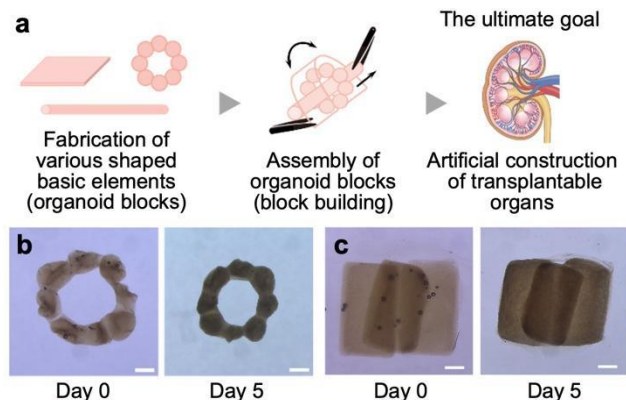 a
The ultimate goal
Fabrication of
various shaped
basic elements
(organoid blocks)
Assembly of
organoid blocks
(block building)
Artificial construction
of transplantable
organs
b
c
Day 0
Day 5
Day 0
Day 5